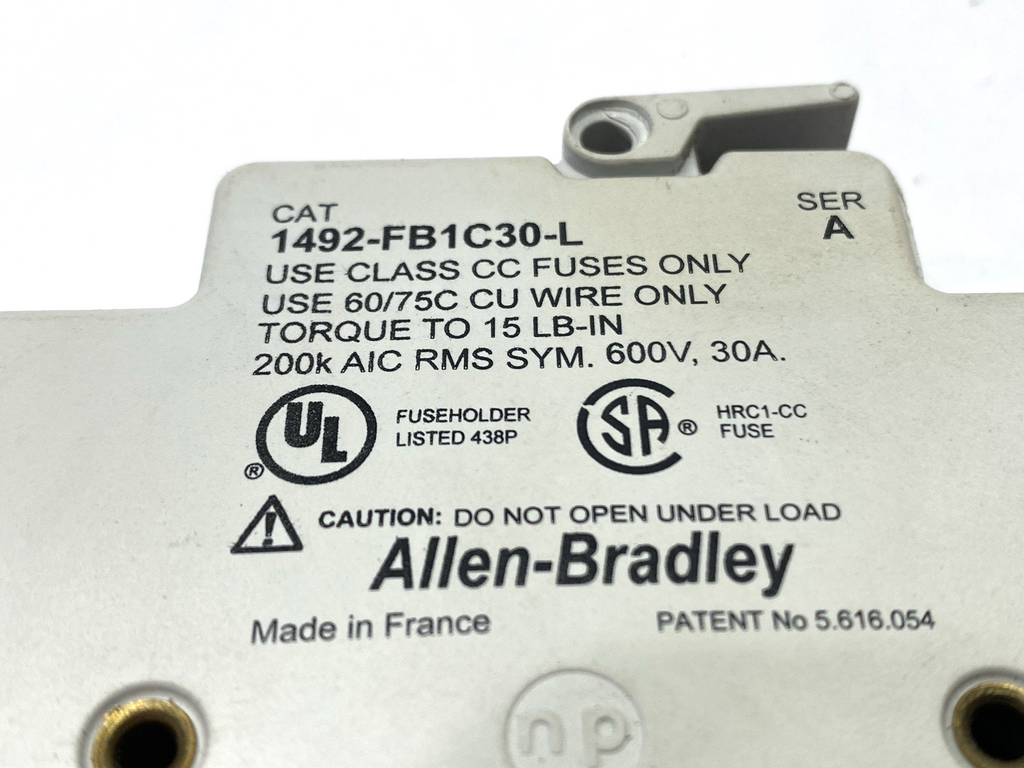 CAT
SER
1492-FB1C30-L
A
USE CLASS CC FUSES ONLY
USE 60/75C CU WIRE ONLY
TORQUE TO 15 LB-IN
200k AIC RMS SYM. 600V, 30A.
UL ®
FUSEHOLDER
LISTED 438P
SA ®
HRC1-CC
FUSE
CAUTION: DO NOT OPEN UNDER LOAD
Allen-Bradley
Made in France
PATENT No 5.616.054
np